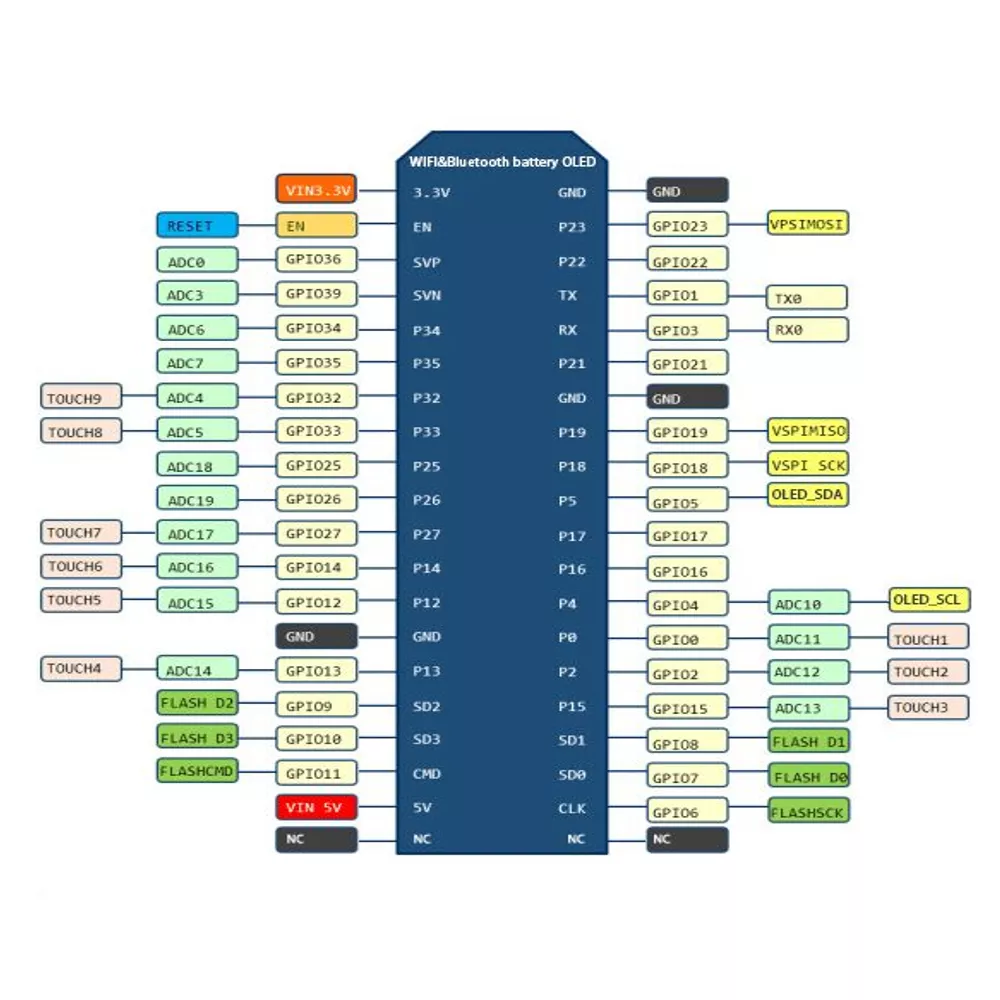 WIFI&Bluetooth battery OLED
VIN3.3V 3.3V GND GND
RESET EN EN P23 GPIO23 VPSIMOSI
ADC0 GPIO36 SVP P22 GPIO22
ADC3 GPIO39 SVN TX GPIO1 TX0
ADC6 GPIO34 P34 RX GPIO3 RX0
ADC7 GPIO35 P35 P21 GPIO21
TOUCH9 ADC4 GPIO32 P32 GND GND
TOUCH8 ADC5 GPIO33 P33 P19 GPIO19 VSPIMISO
ADC18 GPIO25 P25 P18 GPIO18 VSPI SCK
ADC19 GPIO26 P26 P5 GPIO5 OLED_SDA
TOUCH7 ADC17 GPIO27 P27 P17 GPIO17
TOUCH6 ADC16 GPIO14 P14 P16 GPIO16
TOUCH5 ADC15 GPIO12 P12 P4 GPIO4 ADC10 OLED_SCL
GND GND P0 GPIO0 ADC11 TOUCH1
TOUCH4 ADC14 GPIO13 P13 P2 GPIO2 ADC12 TOUCH2
FLASH D2 GPIO9 SD2 P15 GPIO15 ADC13 TOUCH3
FLASH D3 GPIO10 SD3 SD1 GPIO8 FLASH D1
FLASHCMD GPIO11 CMD SD0 GPIO7 FLASH D0
VIN 5V 5V CLK GPIO6 FLASHSCK
NC NC NC NC